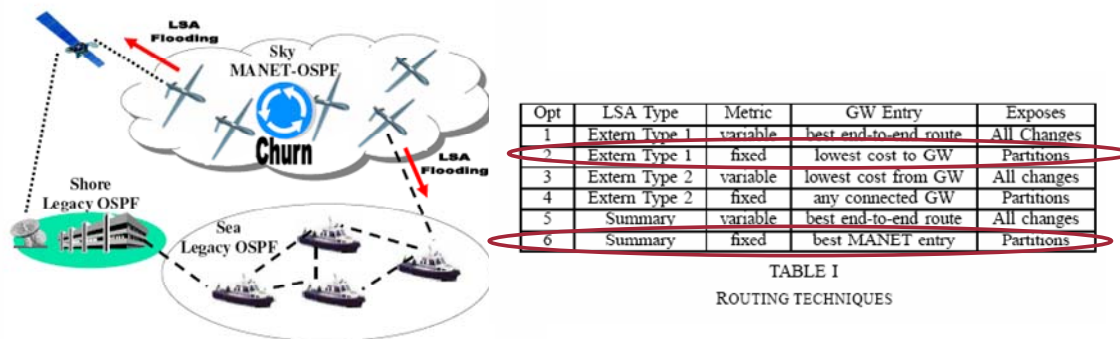 LSA
Flooding
Sky
MANET-OSPF
Churn
LSA
Flooding
Shore
Legacy OSPF
Sea
Legacy OSPF
Opt LSA Type Metric GW Entry Exposes
1 Extern Type 1 variable best end-to-end route All Changes
2 Extern Type 1 fixed lowest cost to GW Partitions
3 Extern Type 2 variable lowest cost from GW All changes
4 Extern Type 2 fixed any connected GW Partitions
5 Summary variable best end-to-end route All changes
6 Summary fixed best MANET entry Partitions
TABLE I
ROUTING TECHNIQUES